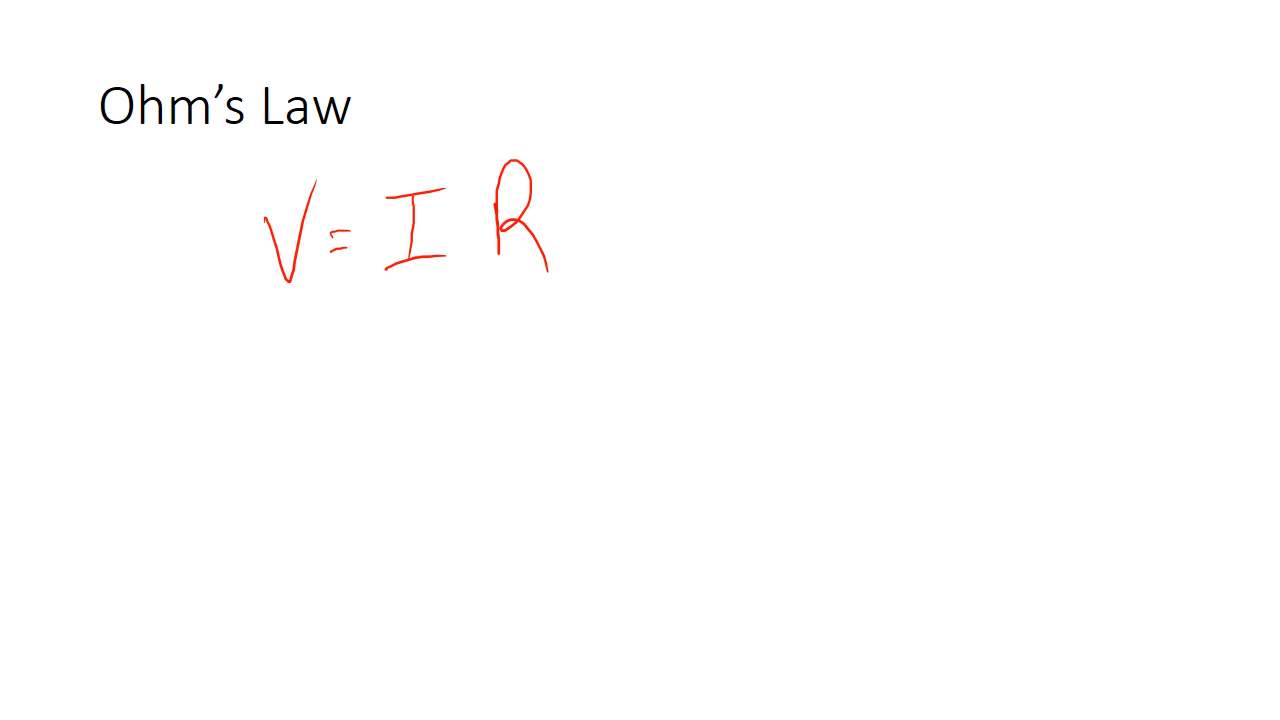 Ohm’s Law
V = I R